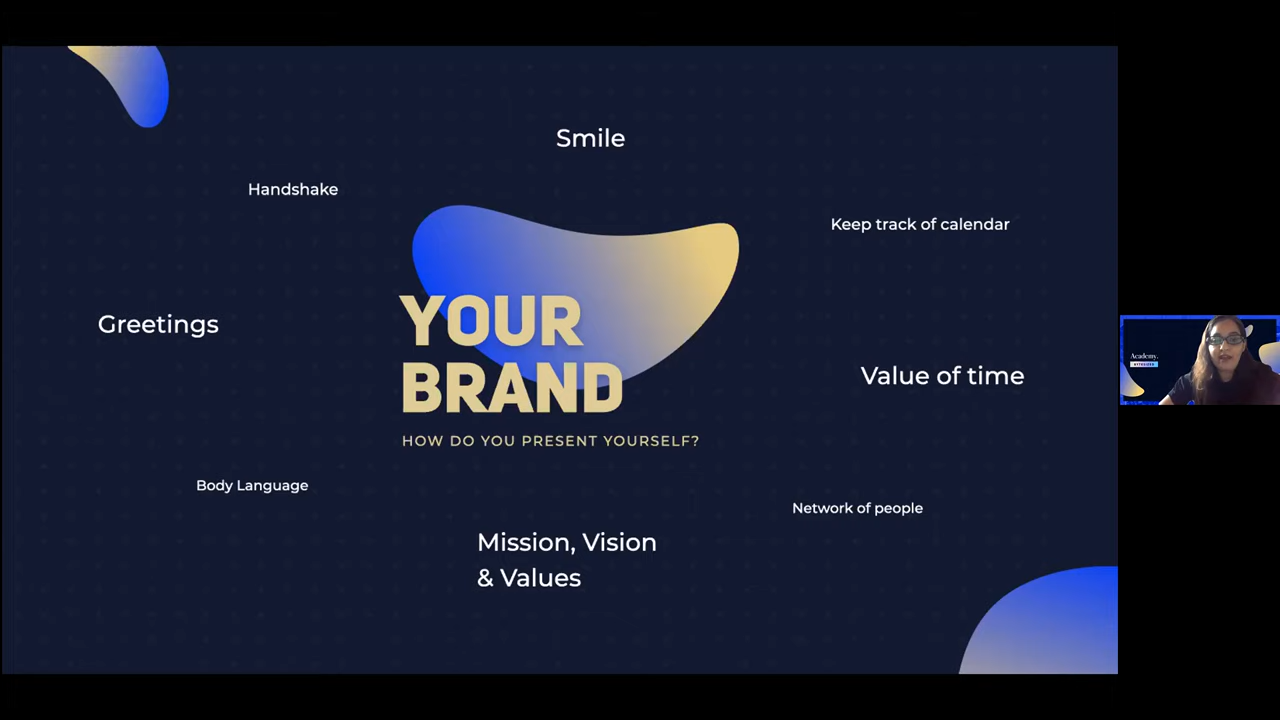 Smile
Handshake
Keep track of calendar
Greetings
YOUR
BRAND
HOW DO YOU PRESENT YOURSELF?
Value of time
Body Language
Network of people
Mission, Vision
& Values
Academy.